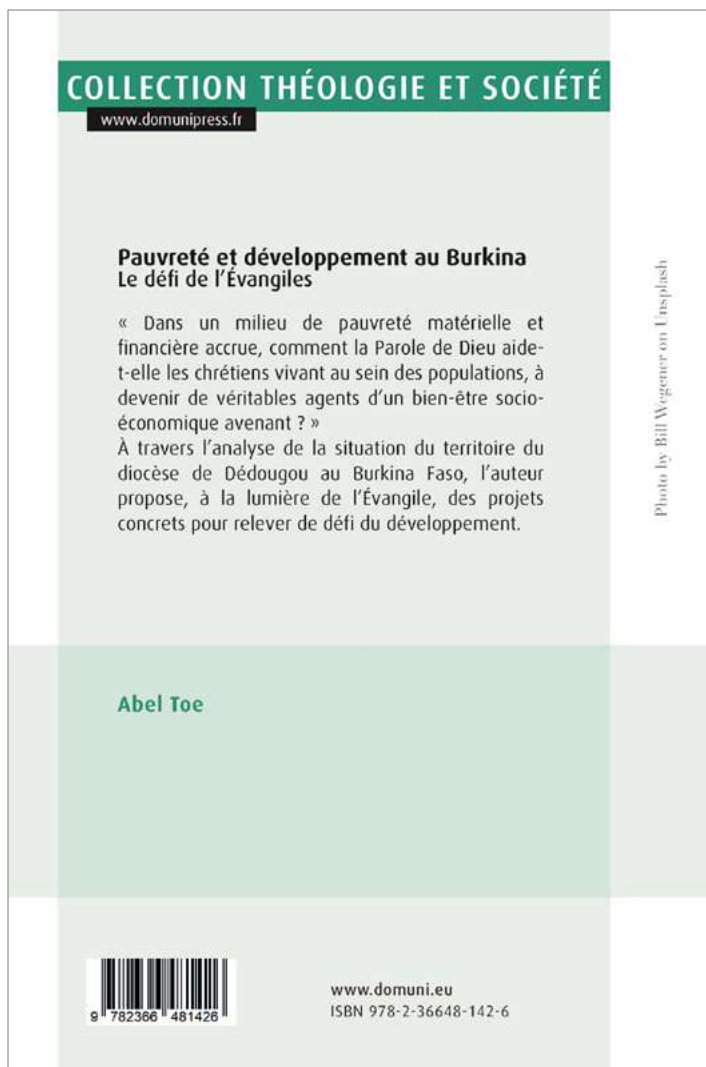 COLLECTION THÉOLOGIE ET SOCIÉTÉ
www.domunipress.fr
Pauvreté et développement au Burkina
Le défi de l’Évangiles
« Dans un milieu de pauvreté matérielle et
financière accrue, comment la Parole de Dieu aide-
t-elle les chrétiens vivant au sein des populations, à
devenir de véritables agents d’un bien-être socio-
économique avenant ? »
À travers l’analyse de la situation du territoire du
diocèse de Dédougou au Burkina Faso, l’auteur
propose, à la lumière de l’Évangile, des projets
concrets pour relever de défi du développement.
Photo by Bill Wegener on Unsplash
Abel Toe
9 782366 481426
www.domuni.eu
ISBN 978-2-36648-142-6